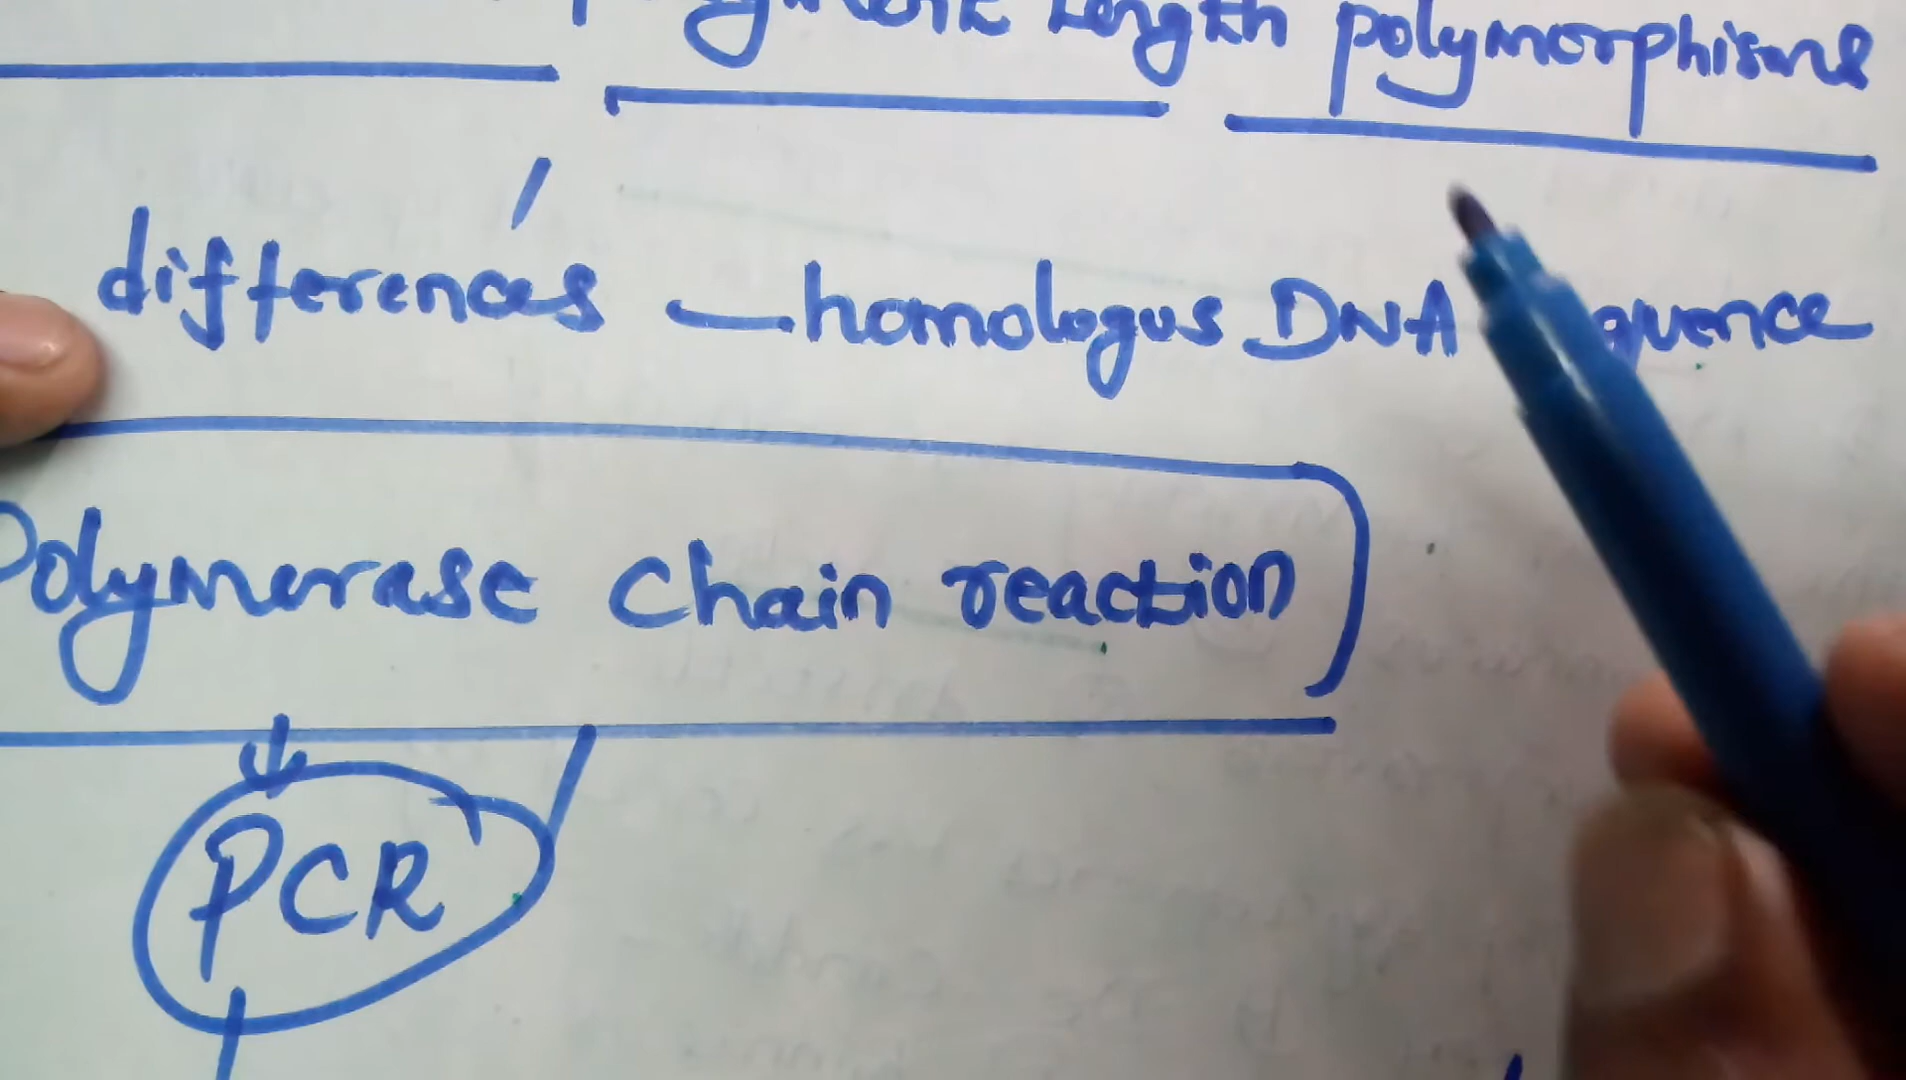 Length polymorphisms
differences — homologus DNA
Polymerase Chain reaction
PCR